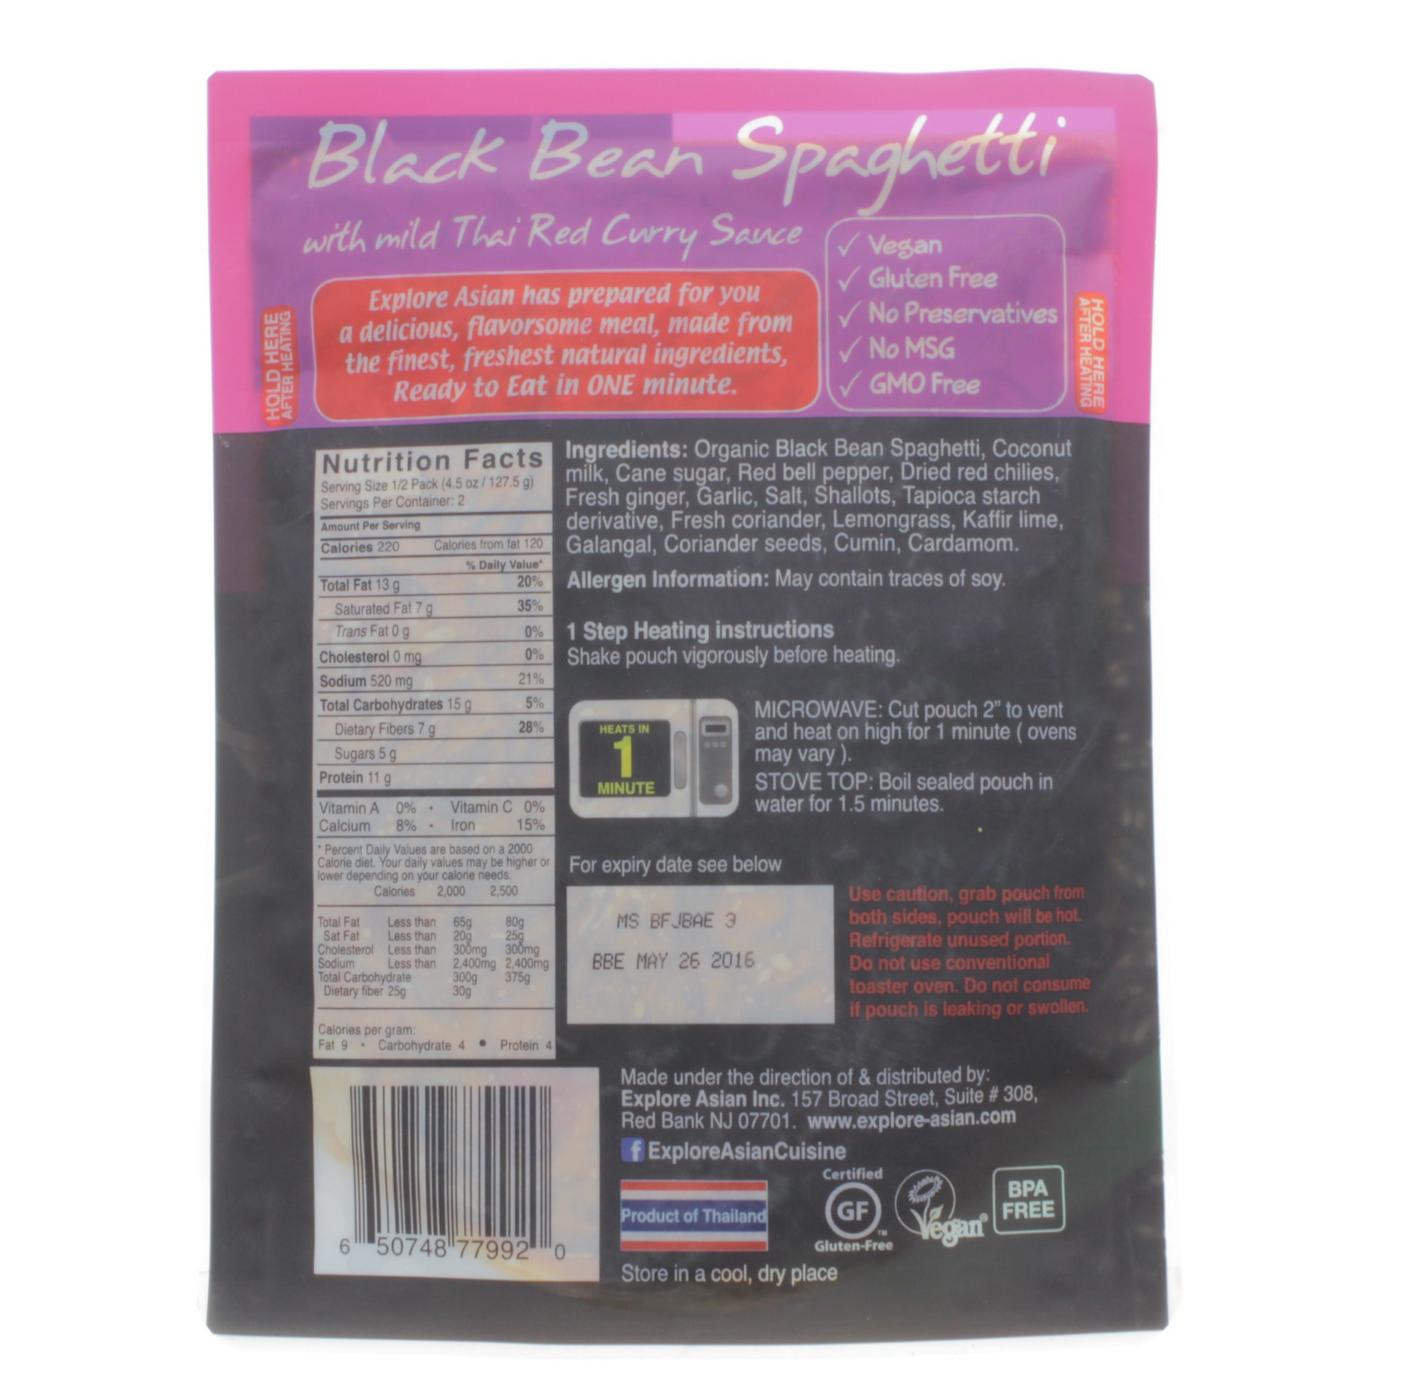 Black Bean Spaghetti
with mild Thai Red Curry Sauce
Explore Asian has prepared for you
a delicious, flavorsome meal, made from
the finest, freshest natural ingredients,
Ready to Eat in ONE minute.
✓ Vegan
✓ Gluten Free
✓ No Preservatives
✓ No MSG
✓ GMO Free
HOLD HERE
AFTER HEATING
HOLD HERE
AFTER HEATING
Nutrition Facts
Serving Size 1/2 Pack (4.5 oz / 127.5 g)
Servings Per Container: 2
Amount Per Serving
Calories 220 Calories from fat 120
% Daily Value*
Total Fat 13 g 20%
Saturated Fat 7 g 35%
Trans Fat 0 g 0%
Cholesterol 0 mg 0%
Sodium 520 mg 21%
Total Carbohydrates 15 g 5%
Dietary Fibers 7 g 28%
Sugars 5 g
Protein 11 g
Vitamin A 0% • Vitamin C 0%
Calcium 8% • Iron 15%
* Percent Daily Values are based on a 2000
Calorie diet. Your daily values may be higher or
lower depending on your calorie needs.
Calories 2,000 2,500
Total Fat Less than 65g 80g
Sat Fat Less than 20g 25g
Cholesterol Less than 300mg 300mg
Sodium Less than 2,400mg 2,400mg
Total Carbohydrate 300g 375g
Dietary fiber 25g 30g
Calories per gram:
Fat 9 • Carbohydrate 4 • Protein 4
Ingredients: Organic Black Bean Spaghetti, Coconut
milk, Cane sugar, Red bell pepper, Dried red chilies,
Fresh ginger, Garlic, Salt, Shallots, Tapioca starch
derivative, Fresh coriander, Lemongrass, Kaffir lime,
Galangal, Coriander seeds, Cumin, Cardamom.
Allergen Information: May contain traces of soy.
1 Step Heating instructions
Shake pouch vigorously before heating.
HEATS IN
1
MINUTE
MICROWAVE: Cut pouch 2" to vent
and heat on high for 1 minute ( ovens
may vary ).
STOVE TOP: Boil sealed pouch in
water for 1.5 minutes.
For expiry date see below
MS BFJBAE 3
BBE MAY 26 2016
Use caution, grab pouch from
both sides, pouch will be hot.
Refrigerate unused portion.
Do not use conventional
toaster oven. Do not consume
if pouch is leaking or swollen.
6 50748 77992 0
Made under the direction of & distributed by:
Explore Asian Inc. 157 Broad Street, Suite # 308,
Red Bank NJ 07701. www.explore-asian.com
f ExploreAsianCuisine
Product of Thailand
Certified
GF
™
Gluten-Free
Vegan®
BPA
FREE
Store in a cool, dry place